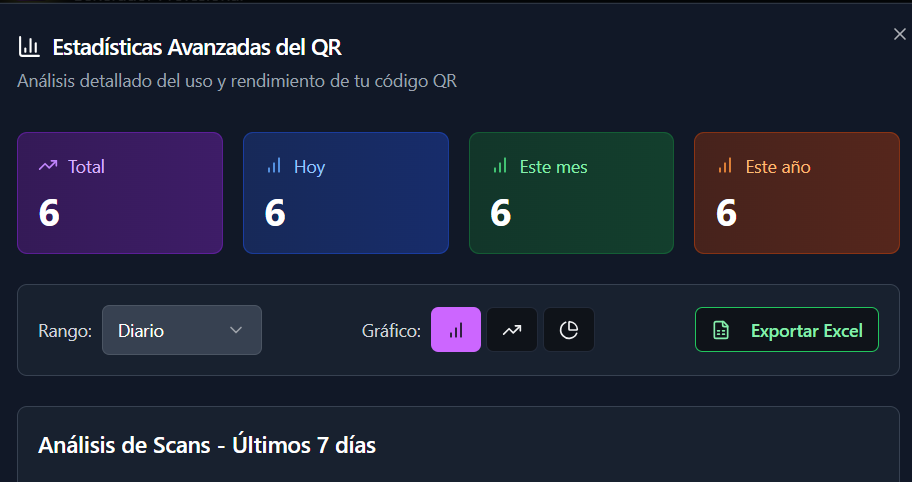 Estadísticas Avanzadas del QR
Análisis detallado del uso y rendimiento de tu código QR
Total
6
Hoy
6
Este mes
6
Este año
6
Rango:
Diario
Gráfico:
Exportar Excel
Análisis de Scans - Últimos 7 días